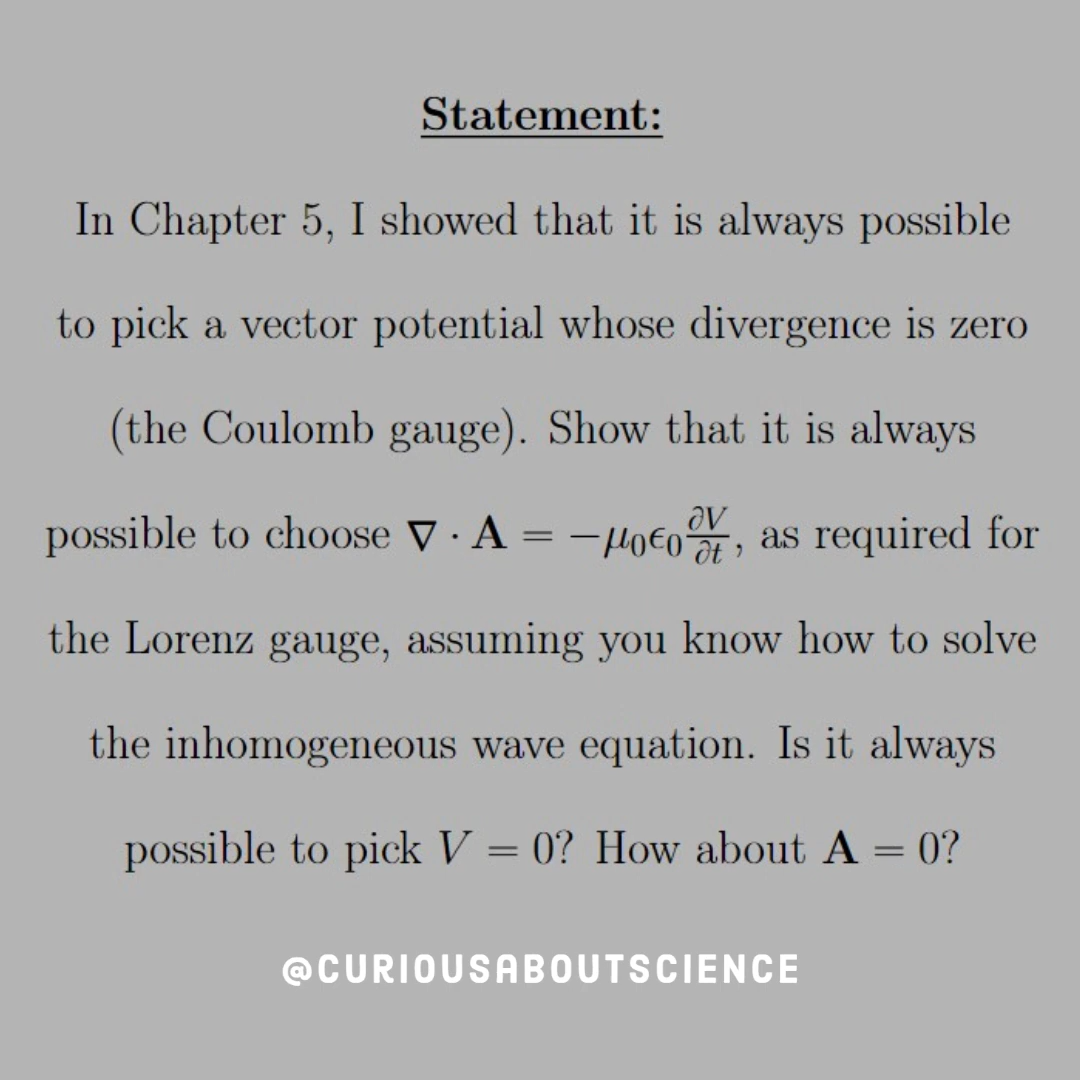 Statement:
In Chapter 5, I showed that it is always possible
to pick a vector potential whose divergence is zero
(the Coulomb gauge). Show that it is always
possible to choose ∇ · A = −μ₀ϵ₀ ∂V/∂t, as required for
the Lorenz gauge, assuming you know how to solve
the inhomogeneous wave equation. Is it always
possible to pick V = 0? How about A = 0?
@CURIOUSABOUTSCIENCE